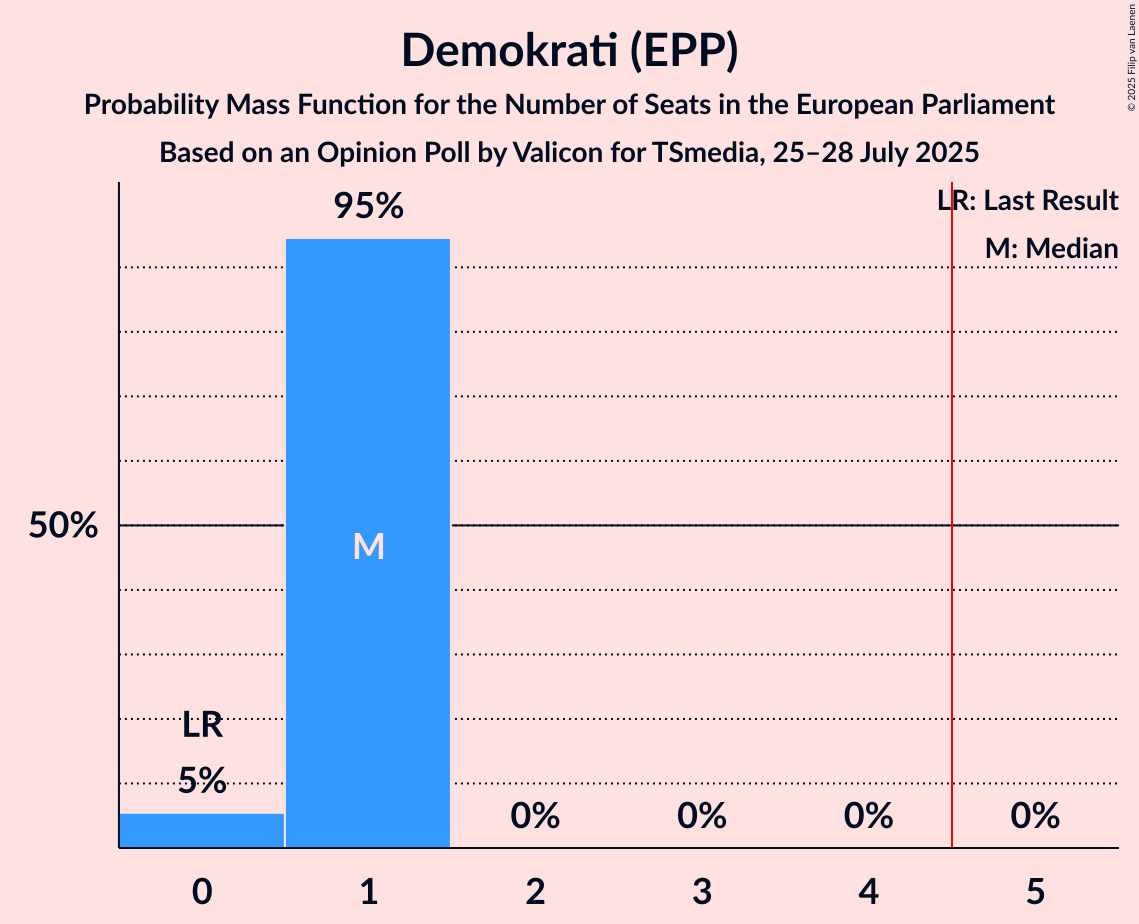 Demokrati (EPP)
Probability Mass Function for the Number of Seats in the European Parliament
Based on an Opinion Poll by Valicon for TSmedia, 25–28 July 2025
© 2025 Filip van Laenen
LR: Last Result
M: Median
95%
50%
M
LR
5%
0%
0%
0%
0%
0
1
2
3
4
5